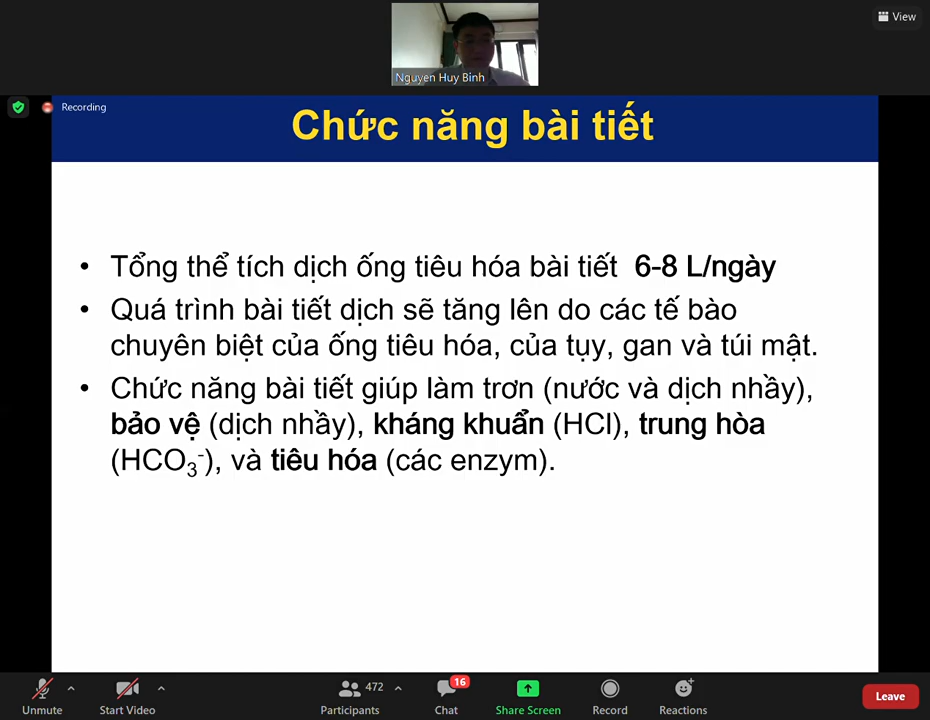 View
Nguyen Huy Binh
Recording
Chức năng bài tiết
• Tổng thể tích dịch ống tiêu hóa bài tiết 6-8 L/ngày
• Quá trình bài tiết dịch sẽ tăng lên do các tế bào
chuyên biệt của ống tiêu hóa, của tụy, gan và túi mật.
• Chức năng bài tiết giúp làm trơn (nước và dịch nhầy),
bảo vệ (dịch nhầy), kháng khuẩn (HCl), trung hòa
(HCO₃⁻), và tiêu hóa (các enzym).
472
16
Unmute
Start Video
Participants
Chat
Share Screen
Record
Reactions
Leave